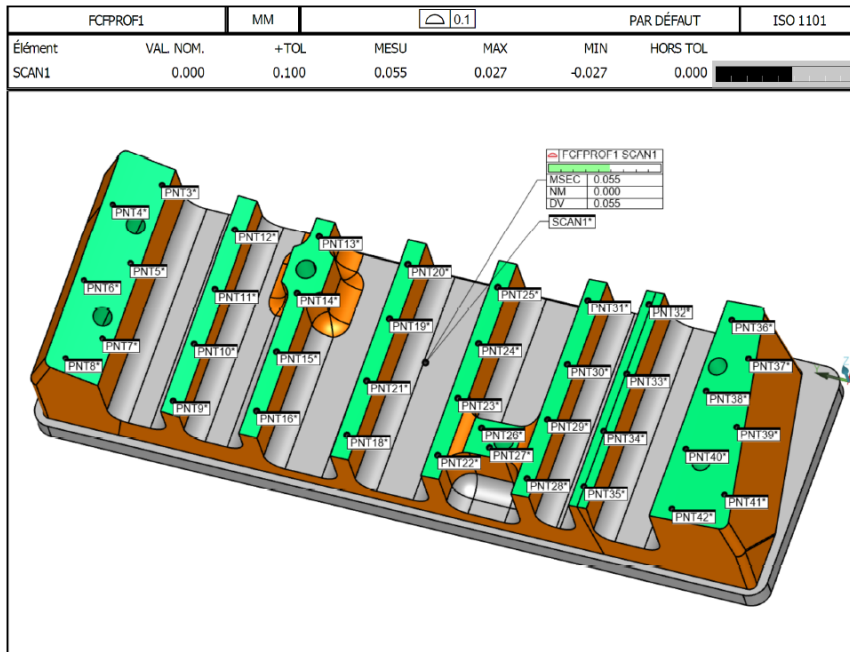 FCFPROF1 MM ⌓ 0.1 PAR DÉFAUT ISO 1101
Élément VAL. NOM. +TOL MESU MAX MIN HORS TOL
SCAN1 0.000 0.100 0.055 0.027 -0.027 0.000
FCFPROF1 SCAN1
MSEC 0.055
NM 0.000
DV 0.055
SCAN1*
PNT3*
PNT4*
PNT5*
PNT6*
PNT7*
PNT8*
PNT12*
PNT11*
PNT10*
PNT9*
PNT13*
PNT14*
PNT15*
PNT16*
PNT20*
PNT19*
PNT21*
PNT18*
PNT25*
PNT24*
PNT23*
PNT26*
PNT27*
PNT22*
PNT31*
PNT30*
PNT29*
PNT28*
PNT32*
PNT33*
PNT34*
PNT35*
PNT36*
PNT37*
PNT38*
PNT39*
PNT40*
PNT41*
PNT42*